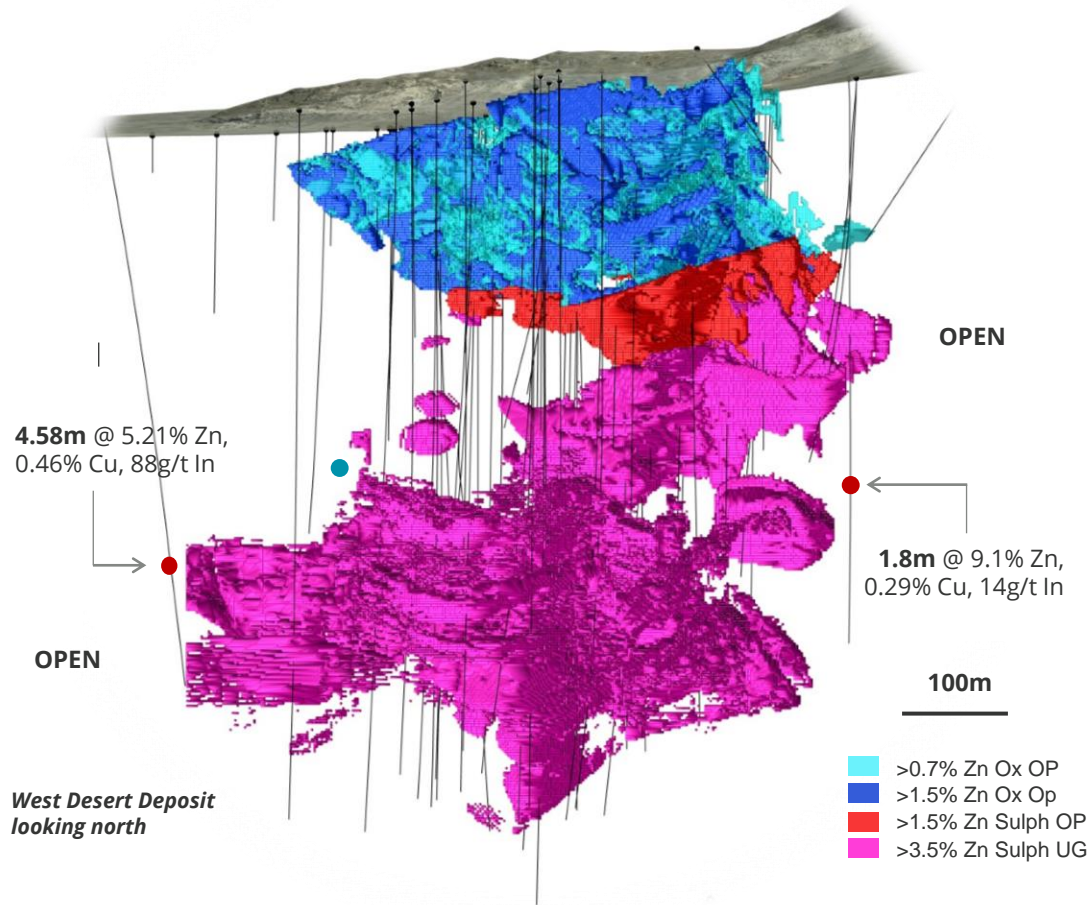 OPEN
4.58m @ 5.21% Zn,
0.46% Cu, 88g/t In
1.8m @ 9.1% Zn,
0.29% Cu, 14g/t In
OPEN
100m
>0.7% Zn Ox OP
>1.5% Zn Ox Op
>1.5% Zn Sulph OP
>3.5% Zn Sulph UG
West Desert Deposit
looking north